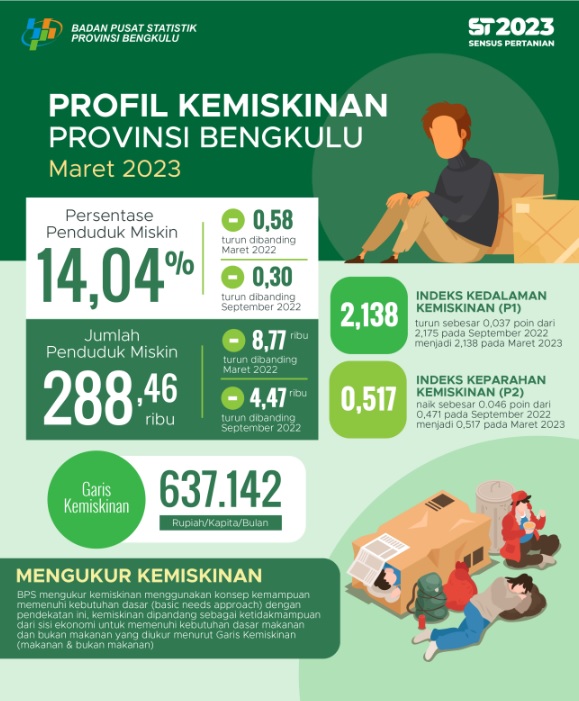 BADAN PUSAT STATISTIK
PROVINSI BENGKULU
ST2023
SENSUS PERTANIAN
PROFIL KEMISKINAN
PROVINSI BENGKULU
Maret 2023
Persentase
Penduduk Miskin
14,04%
- 0,58
turun dibanding
Maret 2022
- 0,30
turun dibanding
September 2022
Jumlah
Penduduk Miskin
288,46
ribu
- 8,77 ribu
turun dibanding
Maret 2022
- 4,47 ribu
turun dibanding
September 2022
2,138
INDEKS KEDALAMAN
KEMISKINAN (P1)
turun sebesar 0,037 poin dari
2,175 pada September 2022
menjadi 2,138 pada Maret 2023
0,517
INDEKS KEPARAHAN
KEMISKINAN (P2)
naik sebesar 0.046 poin dari
0,471 pada September 2022
menjadi 0,517 pada Maret 2023
Garis
Kemiskinan
637.142
Rupiah/Kapita/Bulan
MENGUKUR KEMISKINAN
BPS mengukur kemiskinan menggunakan konsep kemampuan
memenuhi kebutuhan dasar (basic needs approach) dengan
pendekatan ini, kemiskinan dipandang sebagai ketidakmampuan
dari sisi ekonomi untuk memenuhi kebutuhan dasar makanan
dan bukan makanan yang diukur menurut Garis Kemiskinan
(makanan & bukan makanan)